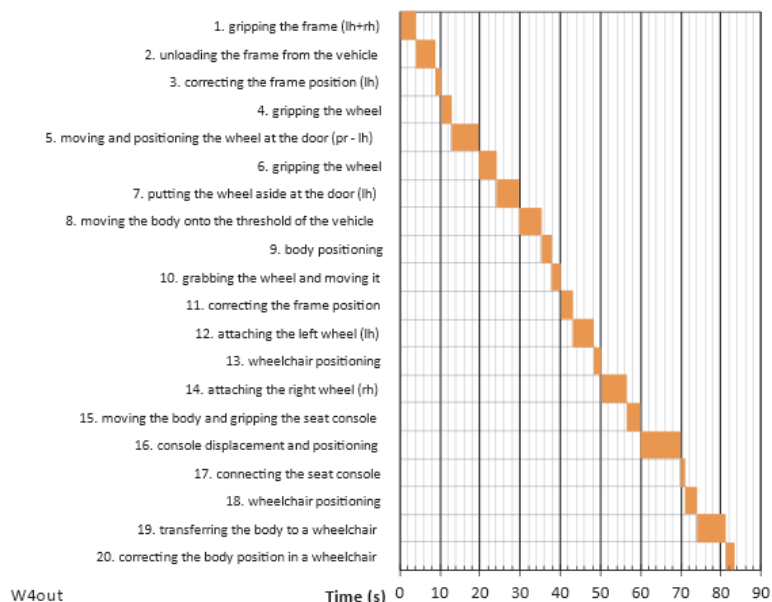 1. gripping the frame (lh+rh)
2. unloading the frame from the vehicle
3. correcting the frame position (lh)
4. gripping the wheel
5. moving and positioning the wheel at the door (pr - lh)
6. gripping the wheel
7. putting the wheel aside at the door (lh)
8. moving the body onto the threshold of the vehicle
9. body positioning
10. grabbing the wheel and moving it
11. correcting the frame position
12. attaching the left wheel (lh)
13. wheelchair positioning
14. attaching the right wheel (rh)
15. moving the body and gripping the seat console
16. console displacement and positioning
17. connecting the seat console
18. wheelchair positioning
19. transferring the body to a wheelchair
20. correcting the body position in a wheelchair
W4out Time (s) 0 10 20 30 40 50 60 70 80 90